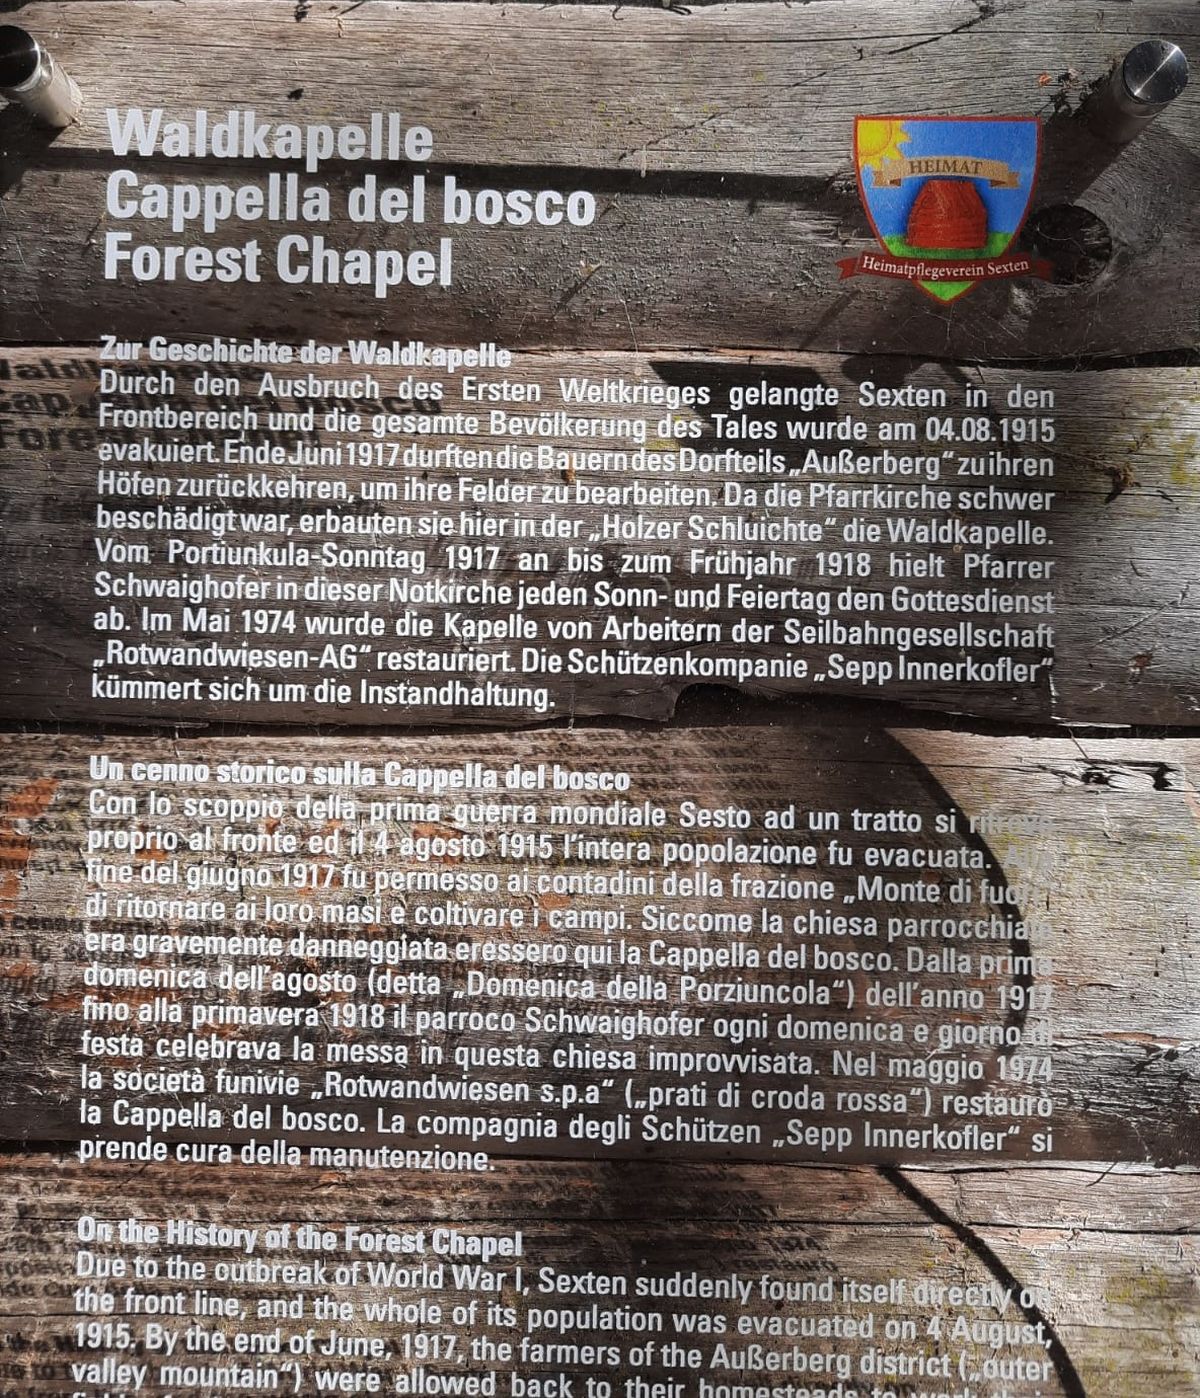 Waldkapelle
Cappella del bosco
Forest Chapel
HEIMAT
Heimatpflegeverein Sexten
Zur Geschichte der Waldkapelle
Durch den Ausbruch des Ersten Weltkrieges gelangte Sexten in den
Frontbereich und die gesamte Bevölkerung des Tales wurde am 04.08.1915
evakuiert. Ende Juni 1917 durften die Bauern des Dorfteils „Außerberg“ zu ihren
Höfen zurückkehren, um ihre Felder zu bearbeiten. Da die Pfarrkirche schwer
beschädigt war, erbauten sie hier in der „Holzer Schluichte“ die Waldkapelle.
Vom Portiunkula-Sonntag 1917 an bis zum Frühjahr 1918 hielt Pfarrer
Schwaighofer in dieser Notkirche jeden Sonn- und Feiertag den Gottesdienst
ab. Im Mai 1974 wurde die Kapelle von Arbeitern der Seilbahngesellschaft
„Rotwandwiesen-AG“ restauriert. Die Schützenkompanie „Sepp Innerkofler“
kümmert sich um die Instandhaltung.
Un cenno storico sulla Cappella del bosco
Con lo scoppio della prima guerra mondiale Sesto ad un tratto si ritrovò
proprio al fronte ed il 4 agosto 1915 l’intera popolazione fu evacuata. Alla
fine del giugno 1917 fu permesso ai contadini della frazione „Monte di fuori“
di ritornare ai loro masi e coltivare i campi. Siccome la chiesa parrocchiale
era gravemente danneggiata eressero qui la Cappella del bosco. Dalla prima
domenica dell’agosto (detta „Domenica della Porziuncola“) dell’anno 1917
fino alla primavera 1918 il parroco Schwaighofer ogni domenica e giorno di
festa celebrava la messa in questa chiesa improvvisata. Nel maggio 1974
la società funivie „Rotwandwiesen s.p.a“ („prati di croda rossa“) restaurò
la Cappella del bosco. La compagnia degli Schützen „Sepp Innerkofler“ si
prende cura della manutenzione.
On the History of the Forest Chapel
Due to the outbreak of World War I, Sexten suddenly found itself directly on
the front line, and the whole of its population was evacuated on 4 August,
1915. By the end of June, 1917, the farmers of the Außerberg district („outer
valley mountain“) were allowed back to their homesteads to work